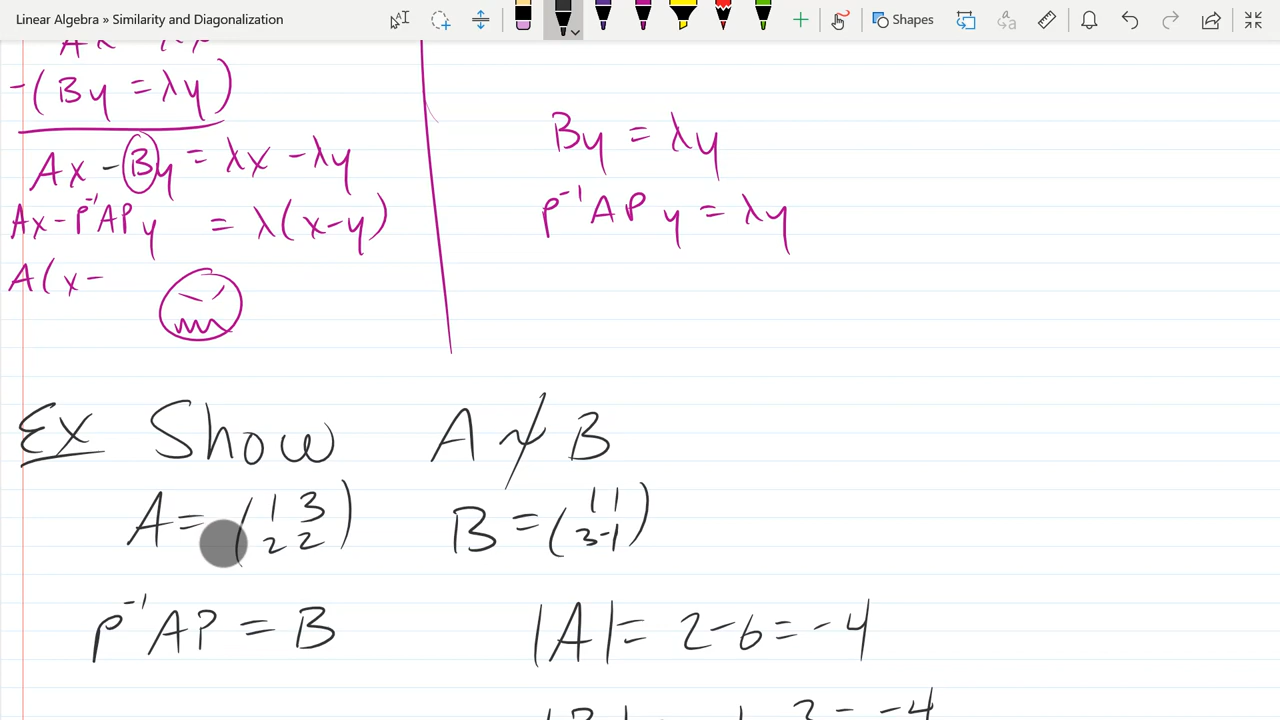 Linear Algebra » Similarity and Diagonalization
Shapes
-(By = λy)
Ax - By = λx - λy
Ax - P⁻¹APy = λ(x-y)
A(x-
By = λy
P⁻¹APy = λy
Ex Show A ≁ B
A = (1 3
2 2) B = (1 1
3 -1)
P⁻¹AP = B |A| = 2-6 = -4